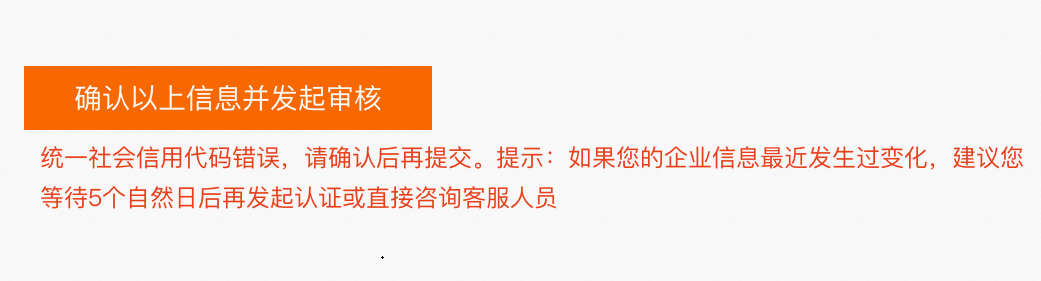 确认以上信息并发起审核
统一社会信用代码错误，请确认后再提交。提示：如果您的企业信息最近发生过变化，建议您
等待5个自然日后再发起认证或直接咨询客服人员